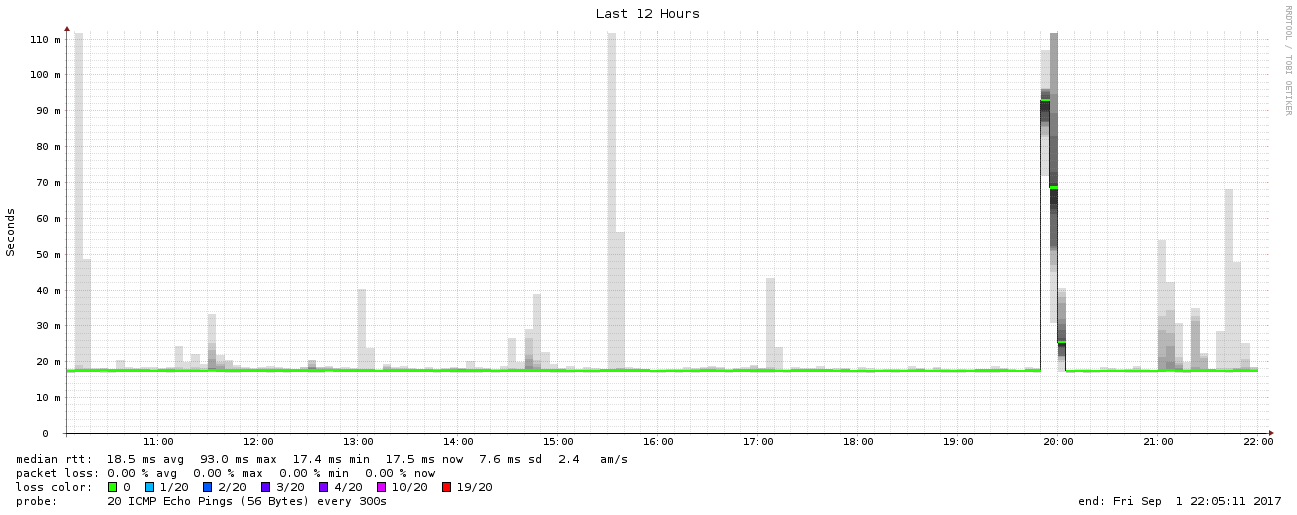 Last 12 Hours
RRDTOOL / TOBI OETIKER
Seconds
110 m
100 m
90 m
80 m
70 m
60 m
50 m
40 m
30 m
20 m
10 m
0
11:00 12:00 13:00 14:00 15:00 16:00 17:00 18:00 19:00 20:00 21:00 22:00
median rtt: 18.5 ms avg 93.0 ms max 17.4 ms min 17.5 ms now 7.6 ms sd 2.4 am/s
packet loss: 0.00 % avg 0.00 % max 0.00 % min 0.00 % now
loss color: 0 1/20 2/20 3/20 4/20 10/20 19/20
probe: 20 ICMP Echo Pings (56 Bytes) every 300s end: Fri Sep 1 22:05:11 2017